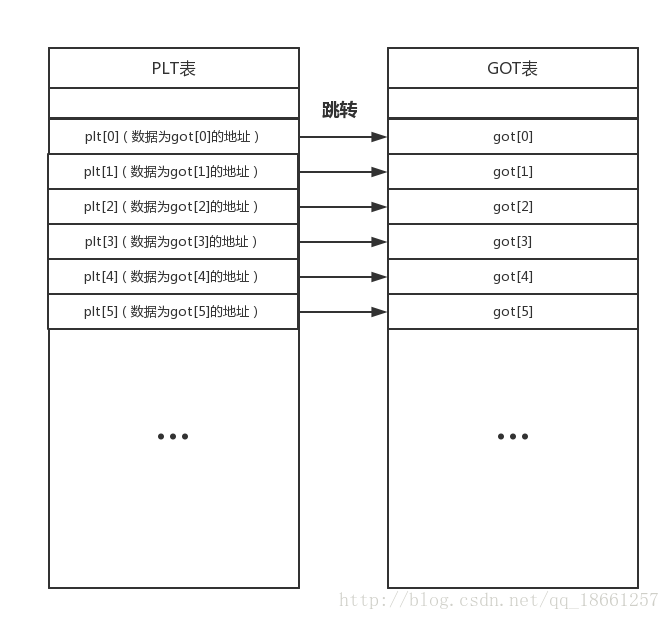 PLT表 GOT表
跳转
plt[0]（数据为got[0]的地址） got[0]
plt[1]（数据为got[1]的地址） got[1]
plt[2]（数据为got[2]的地址） got[2]
plt[3]（数据为got[3]的地址） got[3]
plt[4]（数据为got[4]的地址） got[4]
plt[5]（数据为got[5]的地址） got[5]
••• •••
http://blog.csdn.net/qq_18661257